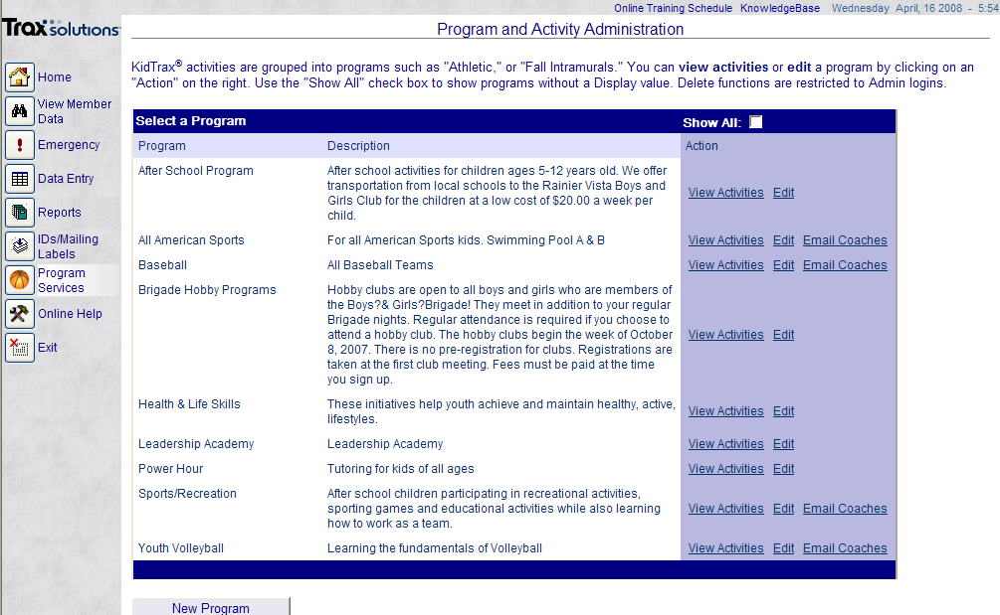 Online Training Schedule KnowledgeBase Wednesday April, 16 2008 - 5:54
Trax solutions
Program and Activity Administration
Home
View Member
Data
Emergency
Data Entry
Reports
IDs/Mailing
Labels
Program
Services
Online Help
Exit
KidTrax® activities are grouped into programs such as "Athletic," or "Fall Intramurals." You can view activities or edit a program by clicking on an
"Action" on the right. Use the "Show All" check box to show programs without a Display value. Delete functions are restricted to Admin logins.
Select a Program Show All:
Program Description Action
After School Program After school activities for children ages 5-12 years old. We offer
transportation from local schools to the Rainier Vista Boys and
View Activities Edit
Girls Club for the children at a low cost of $20.00 a week per
child.
All American Sports For all American Sports kids. Swimming Pool A & B View Activities Edit Email Coaches
Baseball All Baseball Teams View Activities Edit Email Coaches
Brigade Hobby Programs Hobby clubs are open to all boys and girls who are members of
the Boys?& Girls?Brigade! They meet in addition to your regular
Brigade nights. Regular attendance is required if you choose to
attend a hobby club. The hobby clubs begin the week of October View Activities Edit
8, 2007. There is no pre-registration for clubs. Registrations are
taken at the first club meeting. Fees must be paid at the time
you sign up.
Health & Life Skills These initiatives help youth achieve and maintain healthy, active,
lifestyles. View Activities Edit
Leadership Academy Leadership Academy View Activities Edit
Power Hour Tutoring for kids of all ages View Activities Edit
Sports/Recreation After school children participating in recreational activities,
sporting games and educational activities while also learning View Activities Edit Email Coaches
how to work as a team.
Youth Volleyball Learning the fundamentals of Volleyball View Activities Edit Email Coaches
New Program